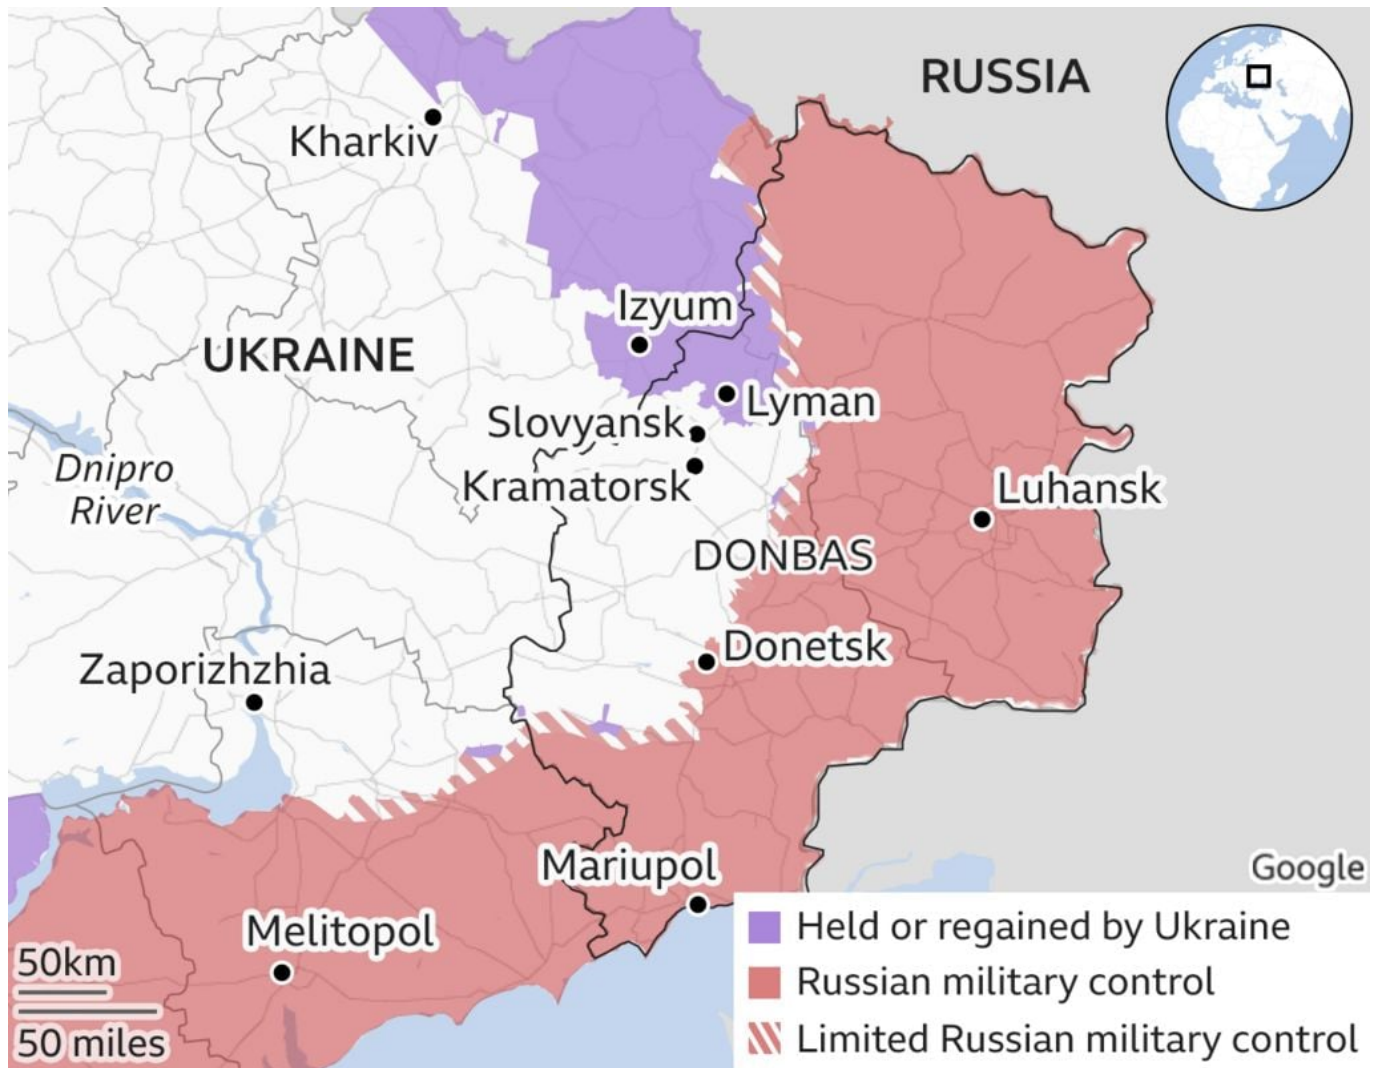 RUSSIA
Kharkiv
Izyum
UKRAINE
Lyman
Slovyansk
Dnipro
River
Kramatorsk
Luhansk
DONBAS
Donetsk
Zaporizhzhia
Mariupol
Google
Melitopol
50km
50 miles
Held or regained by Ukraine
Russian military control
Limited Russian military control